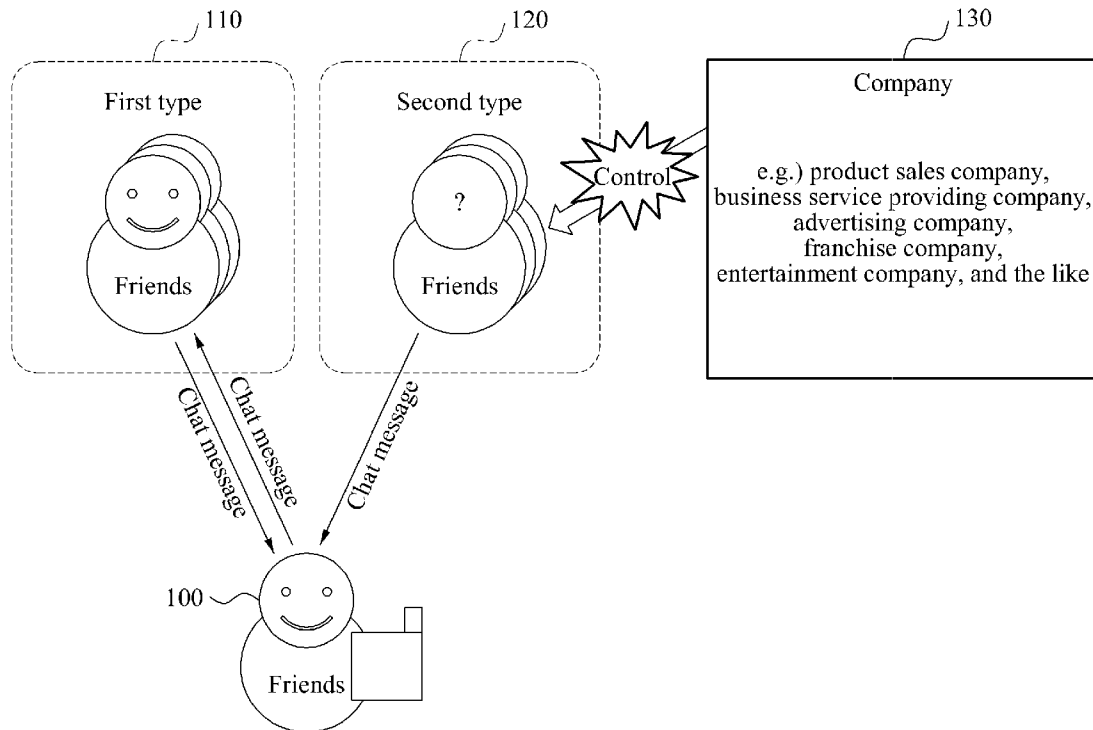 110
120
130
First type
Second type
Company
Control
e.g.) product sales company,
business service providing company,
advertising company,
franchise company,
entertainment company, and the like
?
Friends
Friends
Chat message
Chat message
Chat message
100
Friends